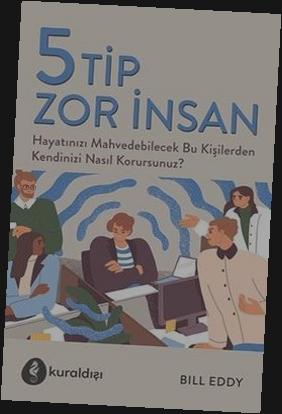 5 TİP
ZOR İNSAN
Hayatınızı Mahvedebilecek Bu Kişilerden
Kendinizi Nasıl Korursunuz?
kuraldışı
BILL EDDY